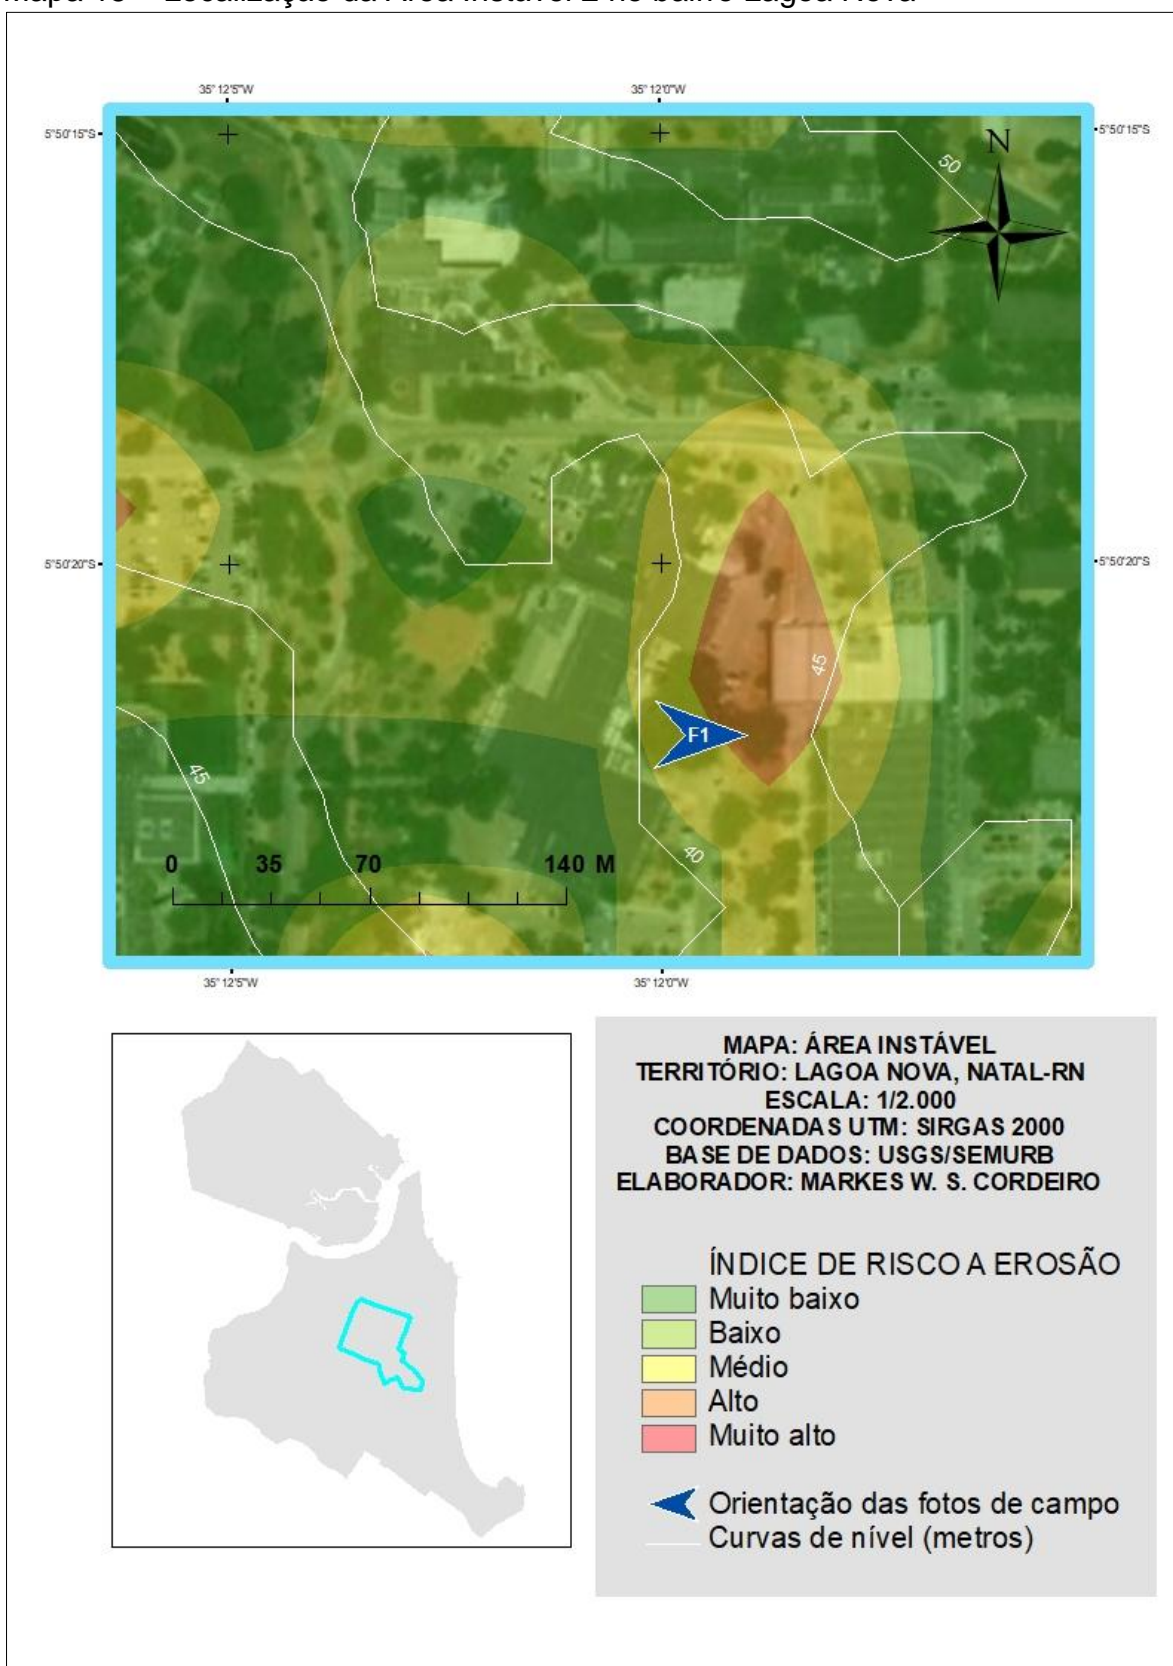 Mapa 18 – Localização da Área Instável 2 no bairro Lagoa Nova
35°12'5"W
35°12'0"W
5°50'15"S
5°50'15"S
N
50
5°50'20"S
5°50'20"S
45
F1
45
40
0 35 70 140 M
35°12'5"W
35°12'0"W
MAPA: ÁREA INSTÁVEL
TERRITÓRIO: LAGOA NOVA, NATAL-RN
ESCALA: 1/2.000
COORDENADAS UTM: SIRGAS 2000
BASE DE DADOS: USGS/SEMURB
ELABORADOR: MARKES W. S. CORDEIRO
ÍNDICE DE RISCO A EROSÃO
Muito baixo
Baixo
Médio
Alto
Muito alto
Orientação das fotos de campo
Curvas de nível (metros)